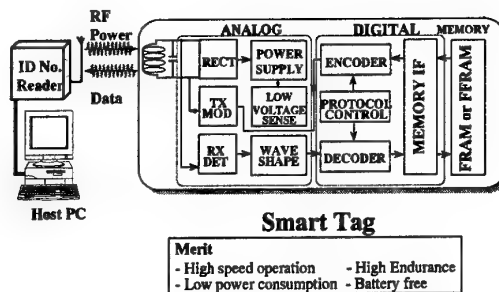 RF
Power
ID No.
Reader
Data
Host PC
ANALOG
DIGITAL
MEMORY
RECT
POWER
SUPPLY
ENCODER
TX
MOD
LOW
VOLTAGE
SENSE
PROTOCOL
CONTROL
RX
DET
WAVE
SHAPE
DECODER
MEMORY IF
FRAM or FFRAM
Smart Tag
Merit
- High speed operation - High Endurance
- Low power consumption - Battery free